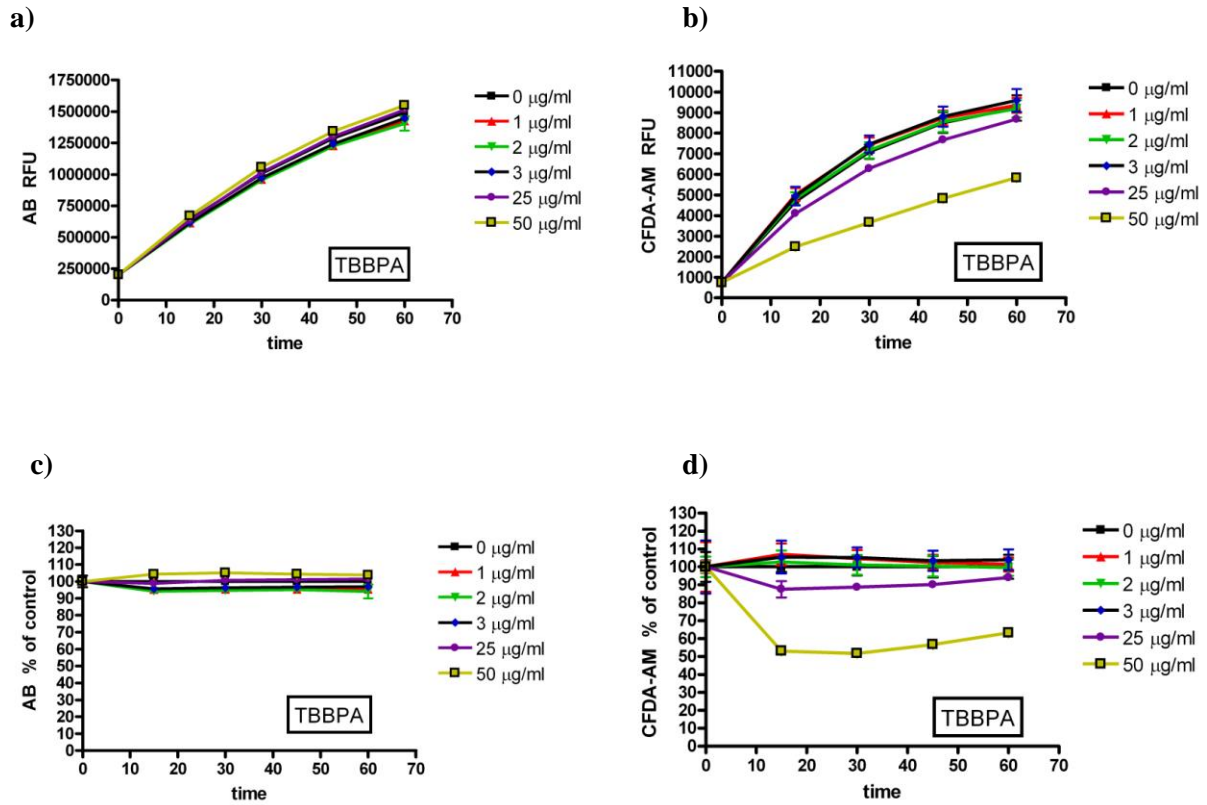 a)
AB RFU
1750000
1500000
1250000
1000000
750000
500000
250000
0
0 10 20 30 40 50 60 70
time
TBBPA
0 µg/ml
1 µg/ml
2 µg/ml
3 µg/ml
25 µg/ml
50 µg/ml
b)
CFDA-AM RFU
11000
10000
9000
8000
7000
6000
5000
4000
3000
2000
1000
0
0 10 20 30 40 50 60 70
time
TBBPA
0 µg/ml
1 µg/ml
2 µg/ml
3 µg/ml
25 µg/ml
50 µg/ml
c)
AB % of control
130
120
110
100
90
80
70
60
50
40
30
20
10
0
0 10 20 30 40 50 60 70
time
TBBPA
0 µg/ml
1 µg/ml
2 µg/ml
3 µg/ml
25 µg/ml
50 µg/ml
d)
CFDA-AM % of control
130
120
110
100
90
80
70
60
50
40
30
20
10
0
0 10 20 30 40 50 60 70
time
TBBPA
0 µg/ml
1 µg/ml
2 µg/ml
3 µg/ml
25 µg/ml
50 µg/ml